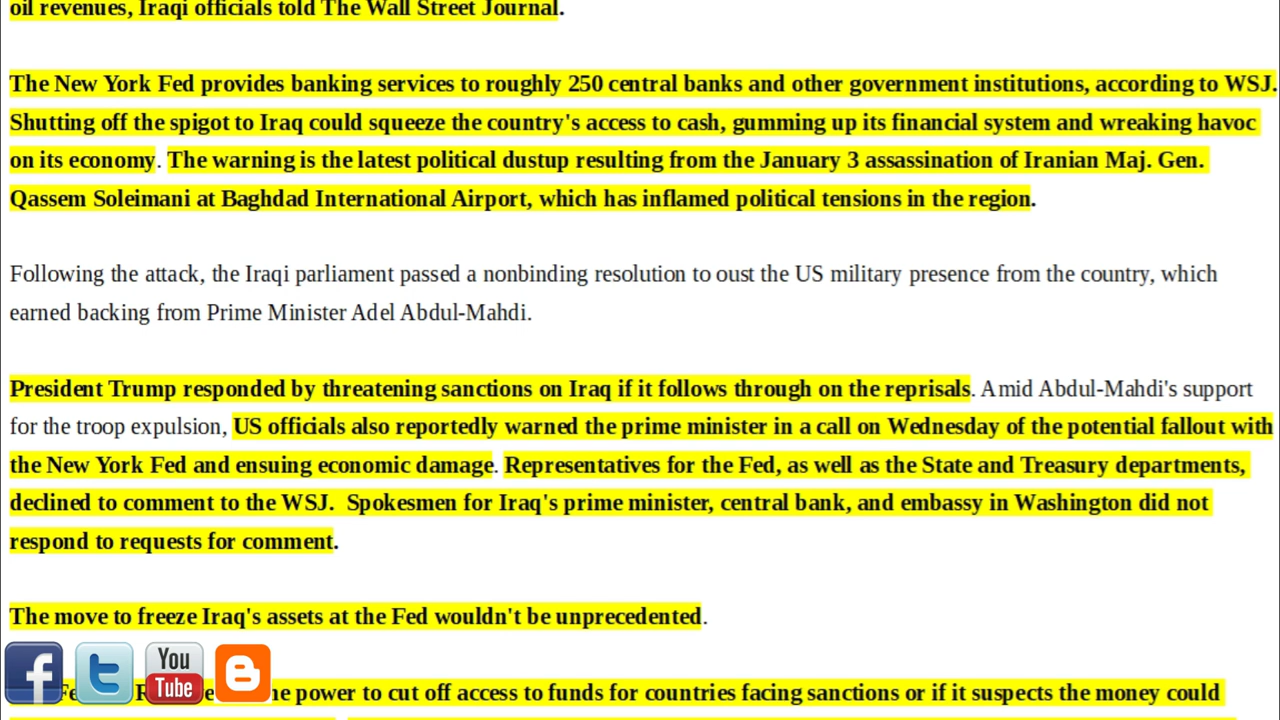 oil revenues, Iraqi officials told The Wall Street Journal.
The New York Fed provides banking services to roughly 250 central banks and other government institutions, according to WSJ.
Shutting off the spigot to Iraq could squeeze the country's access to cash, gumming up its financial system and wreaking havoc
on its economy. The warning is the latest political dustup resulting from the January 3 assassination of Iranian Maj. Gen.
Qassem Soleimani at Baghdad International Airport, which has inflamed political tensions in the region.
Following the attack, the Iraqi parliament passed a nonbinding resolution to oust the US military presence from the country, which
earned backing from Prime Minister Adel Abdul-Mahdi.
President Trump responded by threatening sanctions on Iraq if it follows through on the reprisals. Amid Abdul-Mahdi's support
for the troop expulsion, US officials also reportedly warned the prime minister in a call on Wednesday of the potential fallout with
the New York Fed and ensuing economic damage. Representatives for the Fed, as well as the State and Treasury departments,
declined to comment to the WSJ. Spokesmen for Iraq's prime minister, central bank, and embassy in Washington did not
respond to requests for comment.
The move to freeze Iraq's assets at the Fed wouldn't be unprecedented.
You
Tube
power to cut off access to funds for countries facing sanctions or if it suspects the money could